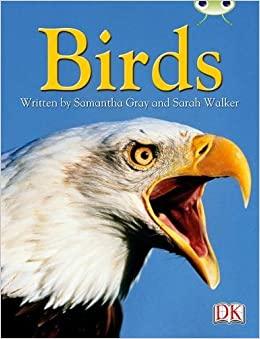 Birds
Written by Samantha Gray and Sarah Walker
DK